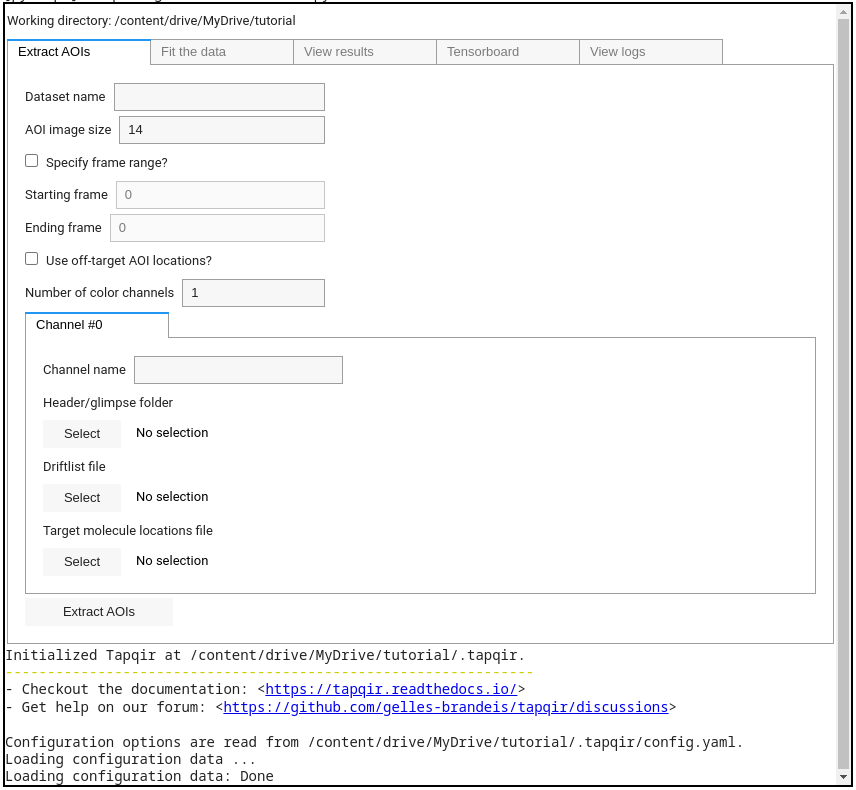 Working directory: /content/drive/MyDrive/tutorial
Extract AOIs Fit the data View results Tensorboard View logs
Dataset name
AOI image size 14
Specify frame range?
Starting frame 0
Ending frame 0
Use off-target AOI locations?
Number of color channels 1
Channel #0
Channel name
Header/glimpse folder
Select No selection
Driftlist file
Select No selection
Target molecule locations file
Select No selection
Extract AOIs
Initialized Tapqir at /content/drive/MyDrive/tutorial/.tapqir.
---------------------------------------------------------------
- Checkout the documentation: <https://tapqir.readthedocs.io/>
- Get help on our forum: <https://github.com/gelles-brandeis/tapqir/discussions>
Configuration options are read from /content/drive/MyDrive/tutorial/.tapqir/config.yaml.
Loading configuration data ...
Loading configuration data: Done